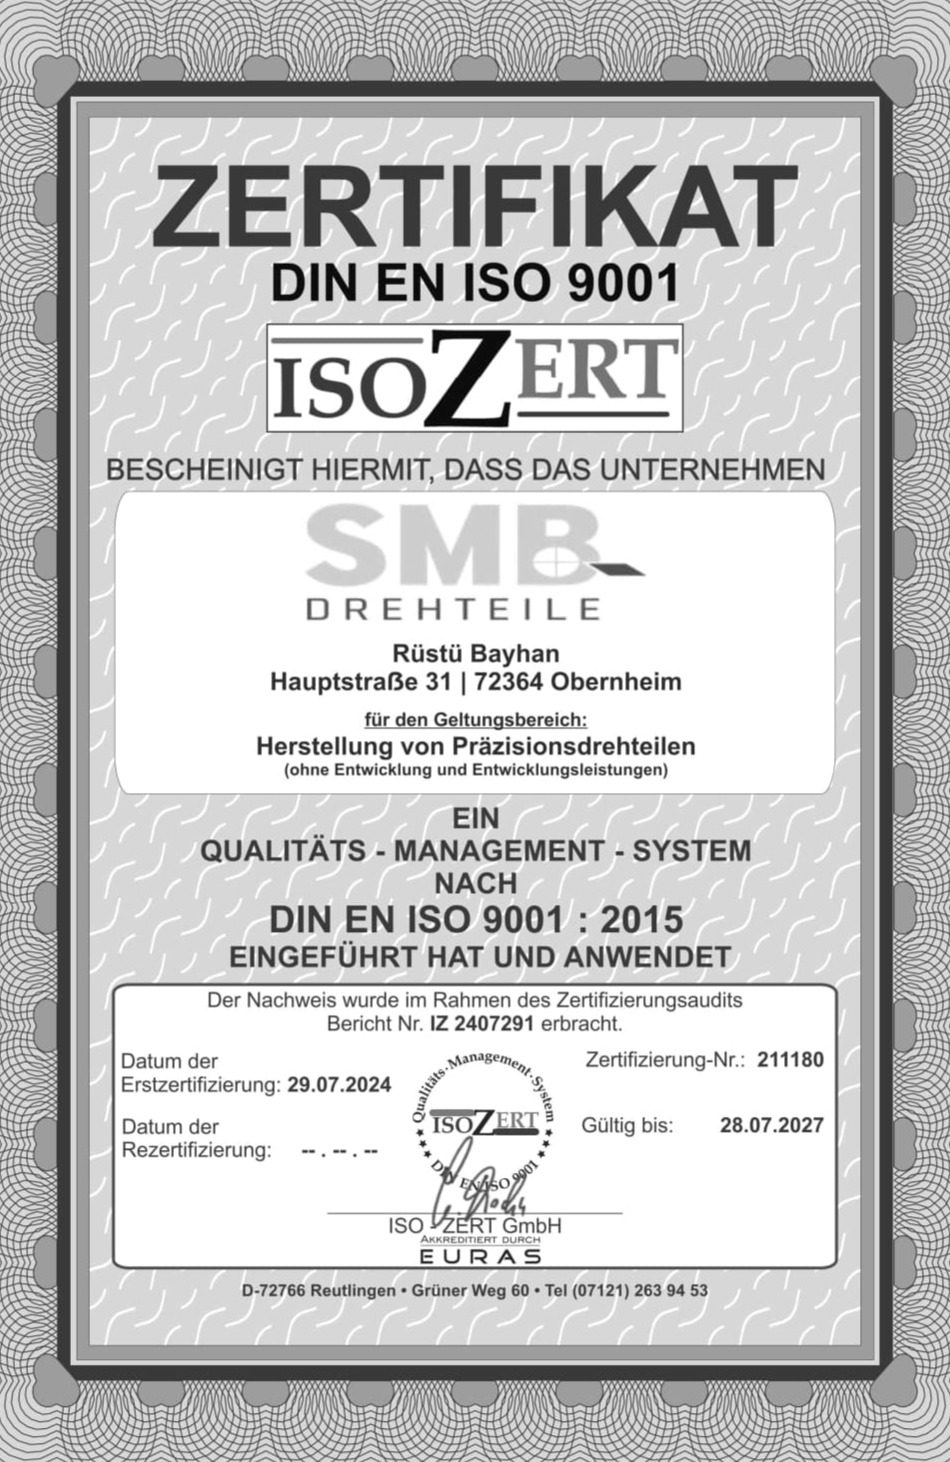 ZERTIFIKAT
DIN EN ISO 9001
ISOZERT
BESCHEINIGT HIERMIT, DASS DAS UNTERNEHMEN
SMB
DREHTEILE
Rüstü Bayhan
Hauptstraße 31 | 72364 Obernheim
für den Geltungsbereich:
Herstellung von Präzisionsdrehteilen
(ohne Entwicklung und Entwicklungsleistungen)
EIN
QUALITÄTS - MANAGEMENT - SYSTEM
NACH
DIN EN ISO 9001 : 2015
EINGEFÜHRT HAT UND ANWENDET
Der Nachweis wurde im Rahmen des Zertifizierungsaudits
Bericht Nr. IZ 2407291 erbracht.
Datum der
Erstzertifizierung: 29.07.2024
Datum der
Rezertifizierung: -- . -- . --
Qualitäts-Management-System
ISOZERT
DIN EN ISO 9001
Zertifizierung-Nr.: 211180
Gültig bis: 28.07.2027
ISO - ZERT GmbH
AKKREDITIERT DURCH
EURAS
D-72766 Reutlingen • Grüner Weg 60 • Tel (07121) 263 94 53